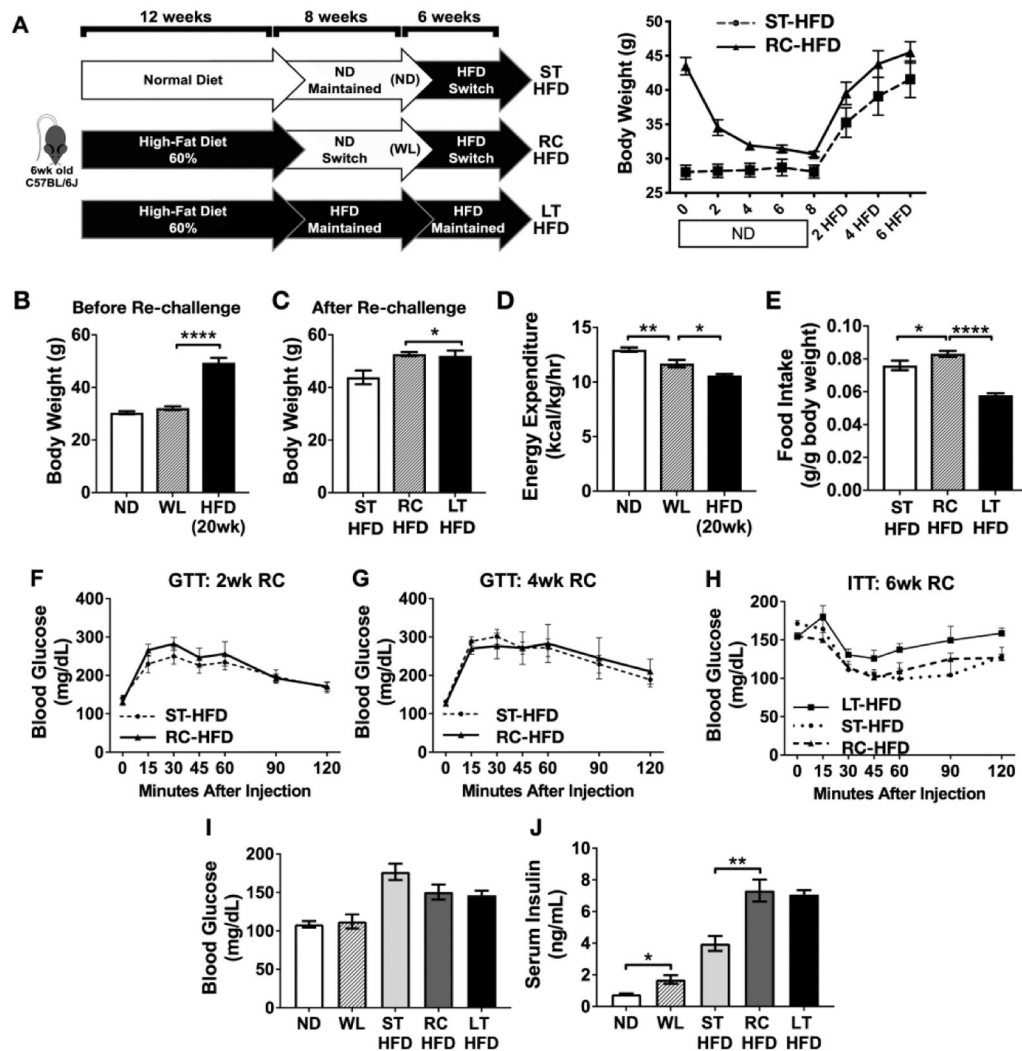 A
12 weeks 8 weeks 6 weeks
Normal Diet
ND
Maintained
(ND)
HFD
Switch
ST
HFD
6wk old
C57BL/6J
High-Fat Diet
60%
ND
Switch
(WL)
HFD
Switch
RC
HFD
High-Fat Diet
60%
HFD
Maintained
HFD
Maintained
LT
HFD
ST-HFD
RC-HFD
Body Weight (g)
45
40
35
30
25
0 2 4 6 8 2 HFD 4 HFD 6 HFD
ND
B Before Re-challenge
Body Weight (g)
60
40
20
0
****
ND WL HFD
(20wk)
C After Re-challenge
Body Weight (g)
60
40
20
0
*
ST
HFD
RC
HFD
LT
HFD
D
Energy Expenditure
(kcal/kg/hr)
15
10
5
0
** *
ND WL HFD
(20wk)
E
Food Intake
(g/g body weight)
0.10
0.08
0.06
0.04
0.02
0.00
* ****
ST
HFD
RC
HFD
LT
HFD
F GTT: 2wk RC
Blood Glucose
(mg/dL)
400
300
200
100
0
ST-HFD
RC-HFD
0 15 30 45 60 90 120
Minutes After Injection
G GTT: 4wk RC
Blood Glucose
(mg/dL)
400
300
200
100
0
ST-HFD
RC-HFD
0 15 30 45 60 90 120
Minutes After Injection
H ITT: 6wk RC
Blood Glucose
(mg/dL)
200
150
100
50
0
LT-HFD
ST-HFD
RC-HFD
0 15 30 45 60 90 120
Minutes After Injection
I
Blood Glucose
(mg/dL)
200
150
100
50
0
ND WL ST
HFD
RC
HFD
LT
HFD
J
Serum Insulin
(ng/mL)
10
8
6
4
2
0
* **
ND WL ST
HFD
RC
HFD
LT
HFD